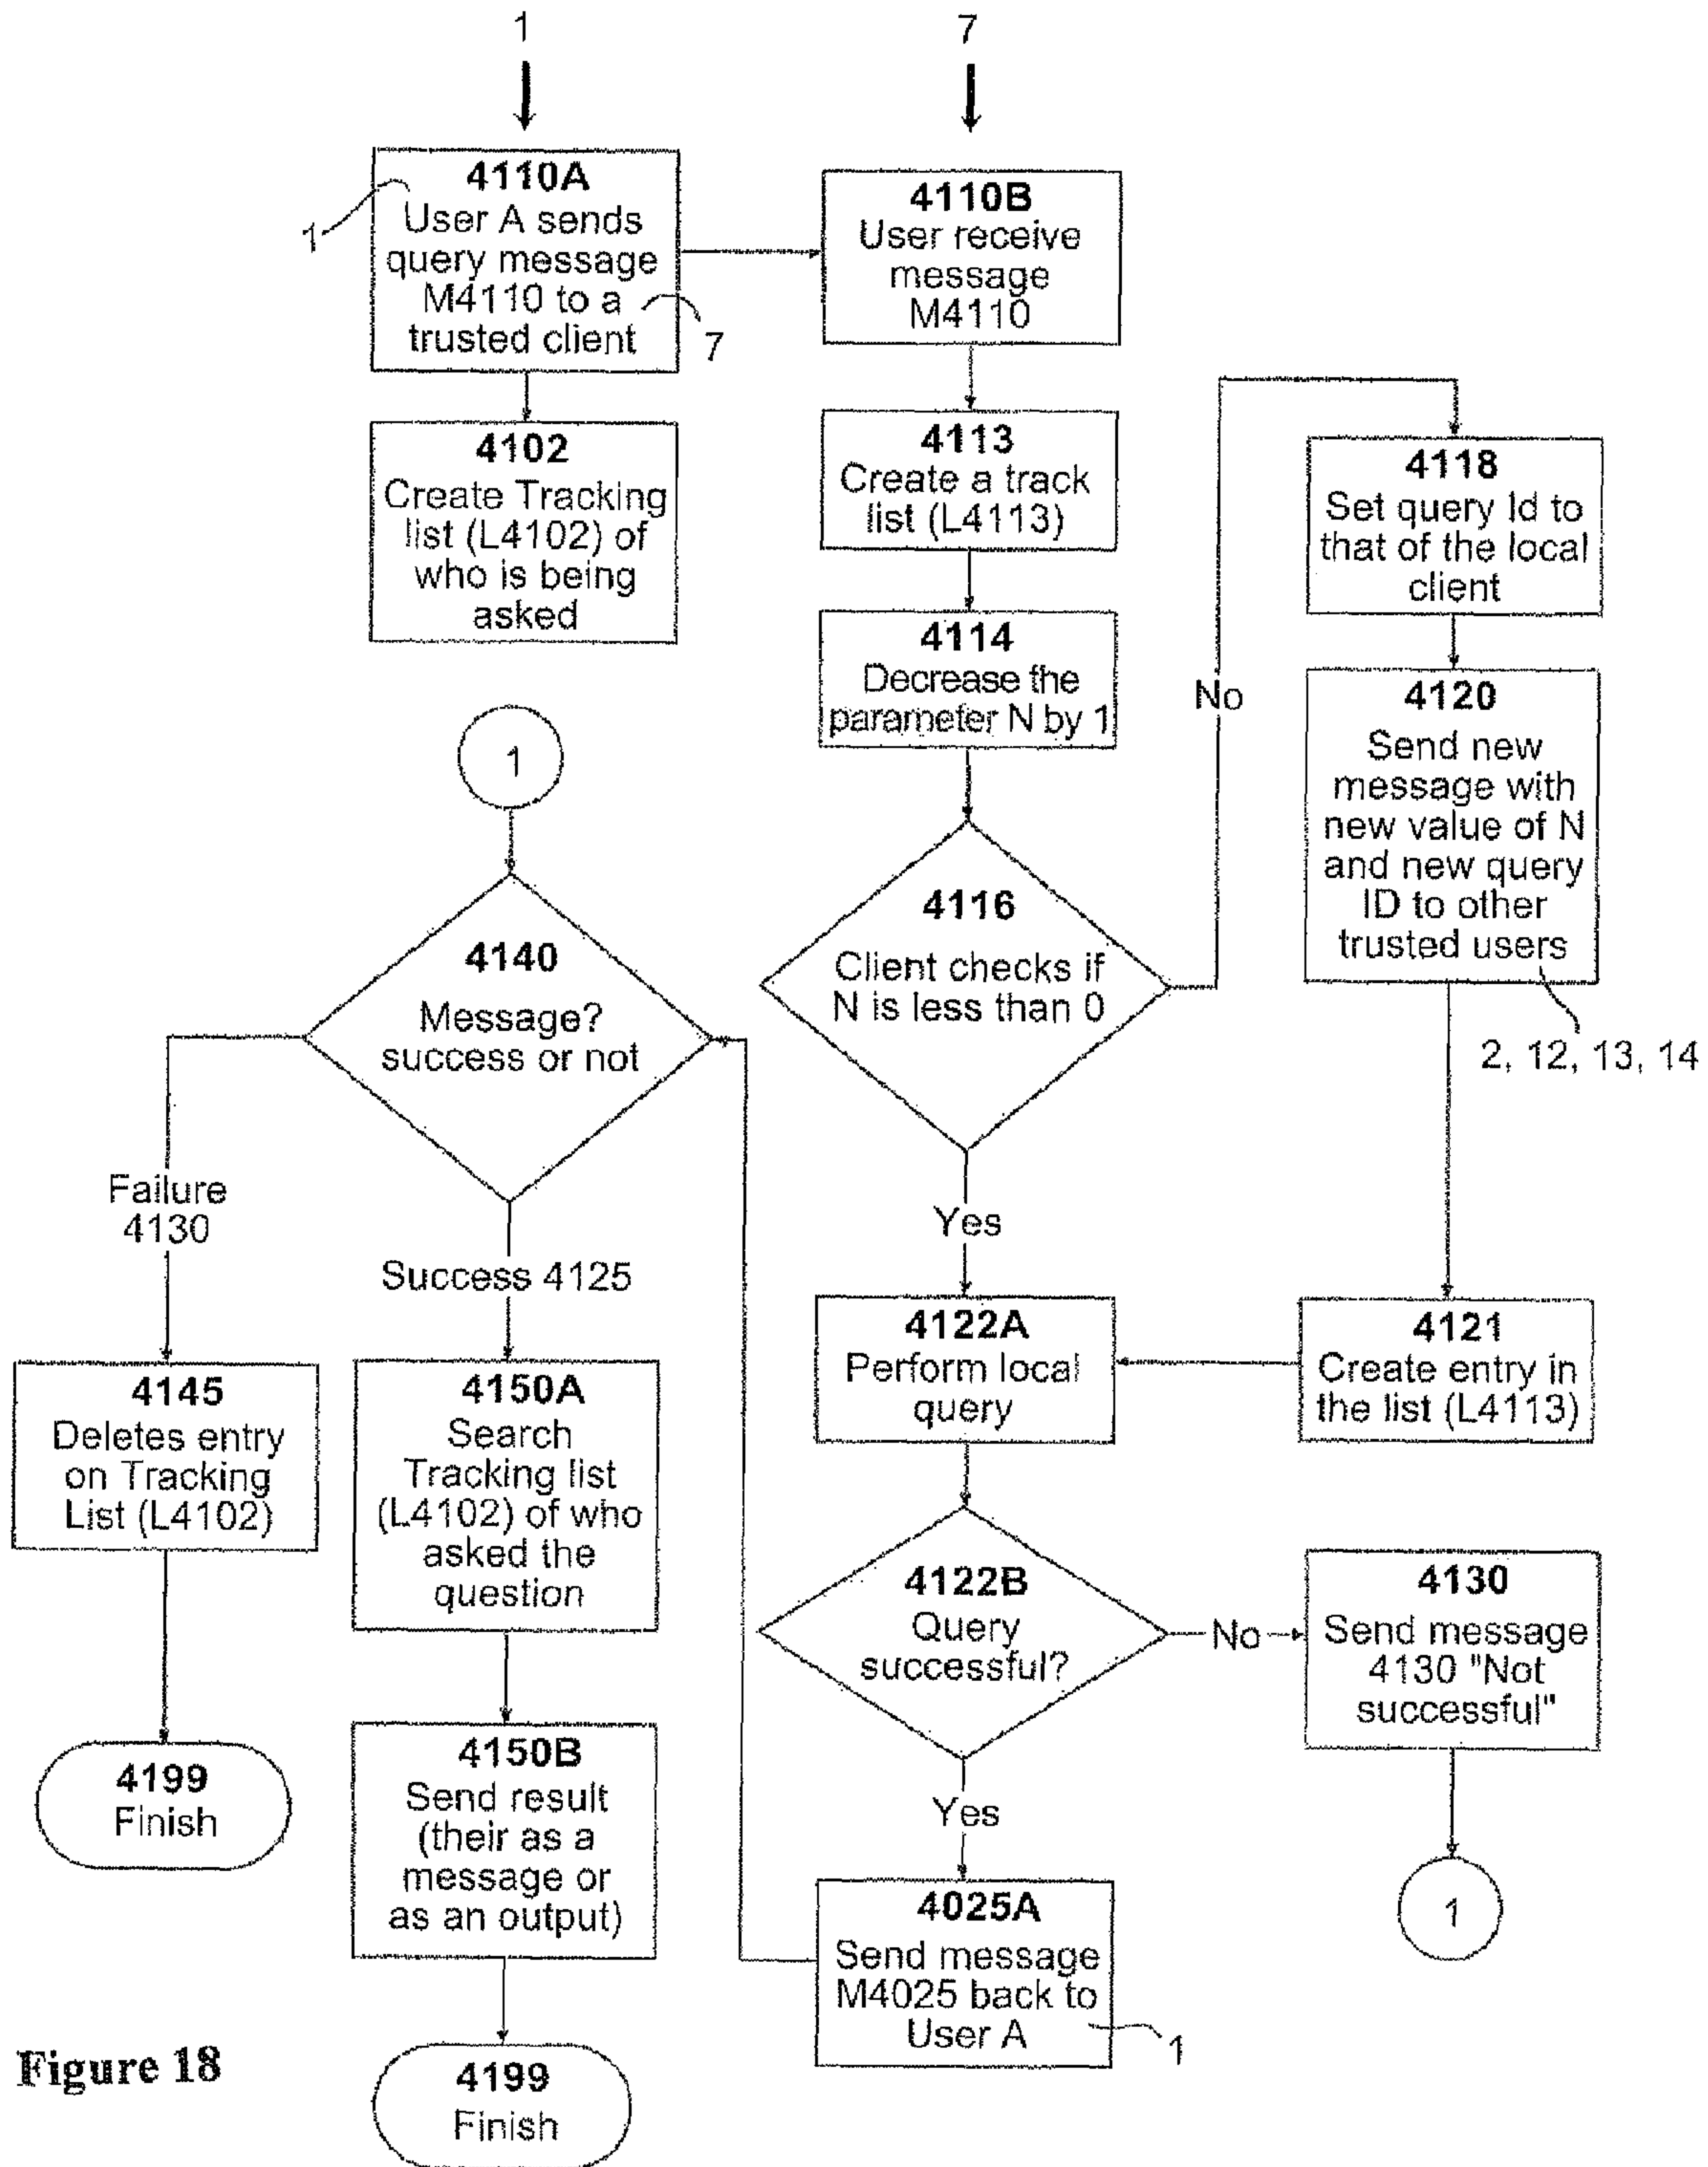 1
7
4110A
User A sends
query message
M4110 to a
trusted client
1
7
4110B
User receive
message
M4110
4102
Create Tracking
list (L4102) of
who is being
asked
4113
Create a track
list (L4113)
4114
Decrease the
parameter N by 1
4118
Set query Id to
that of the local
client
No
4120
Send new
message with
new value of N
and new query
ID to other
trusted users
2, 12, 13, 14
1
4140
Message?
success or not
4116
Client checks if
N is less than 0
Failure
4130
Success 4125
Yes
4122A
Perform local
query
4121
Create entry in
the list (L4113)
4145
Deletes entry
on Tracking
List (L4102)
4150A
Search
Tracking list
(L4102) of who
asked the
question
4122B
Query
successful?
No
4130
Send message
4130 "Not
successful"
4199
Finish
4150B
Send result
(their as a
message or
as an output)
Yes
4025A
Send message
M4025 back to
User A
1
1
4199
Finish
Figure 18